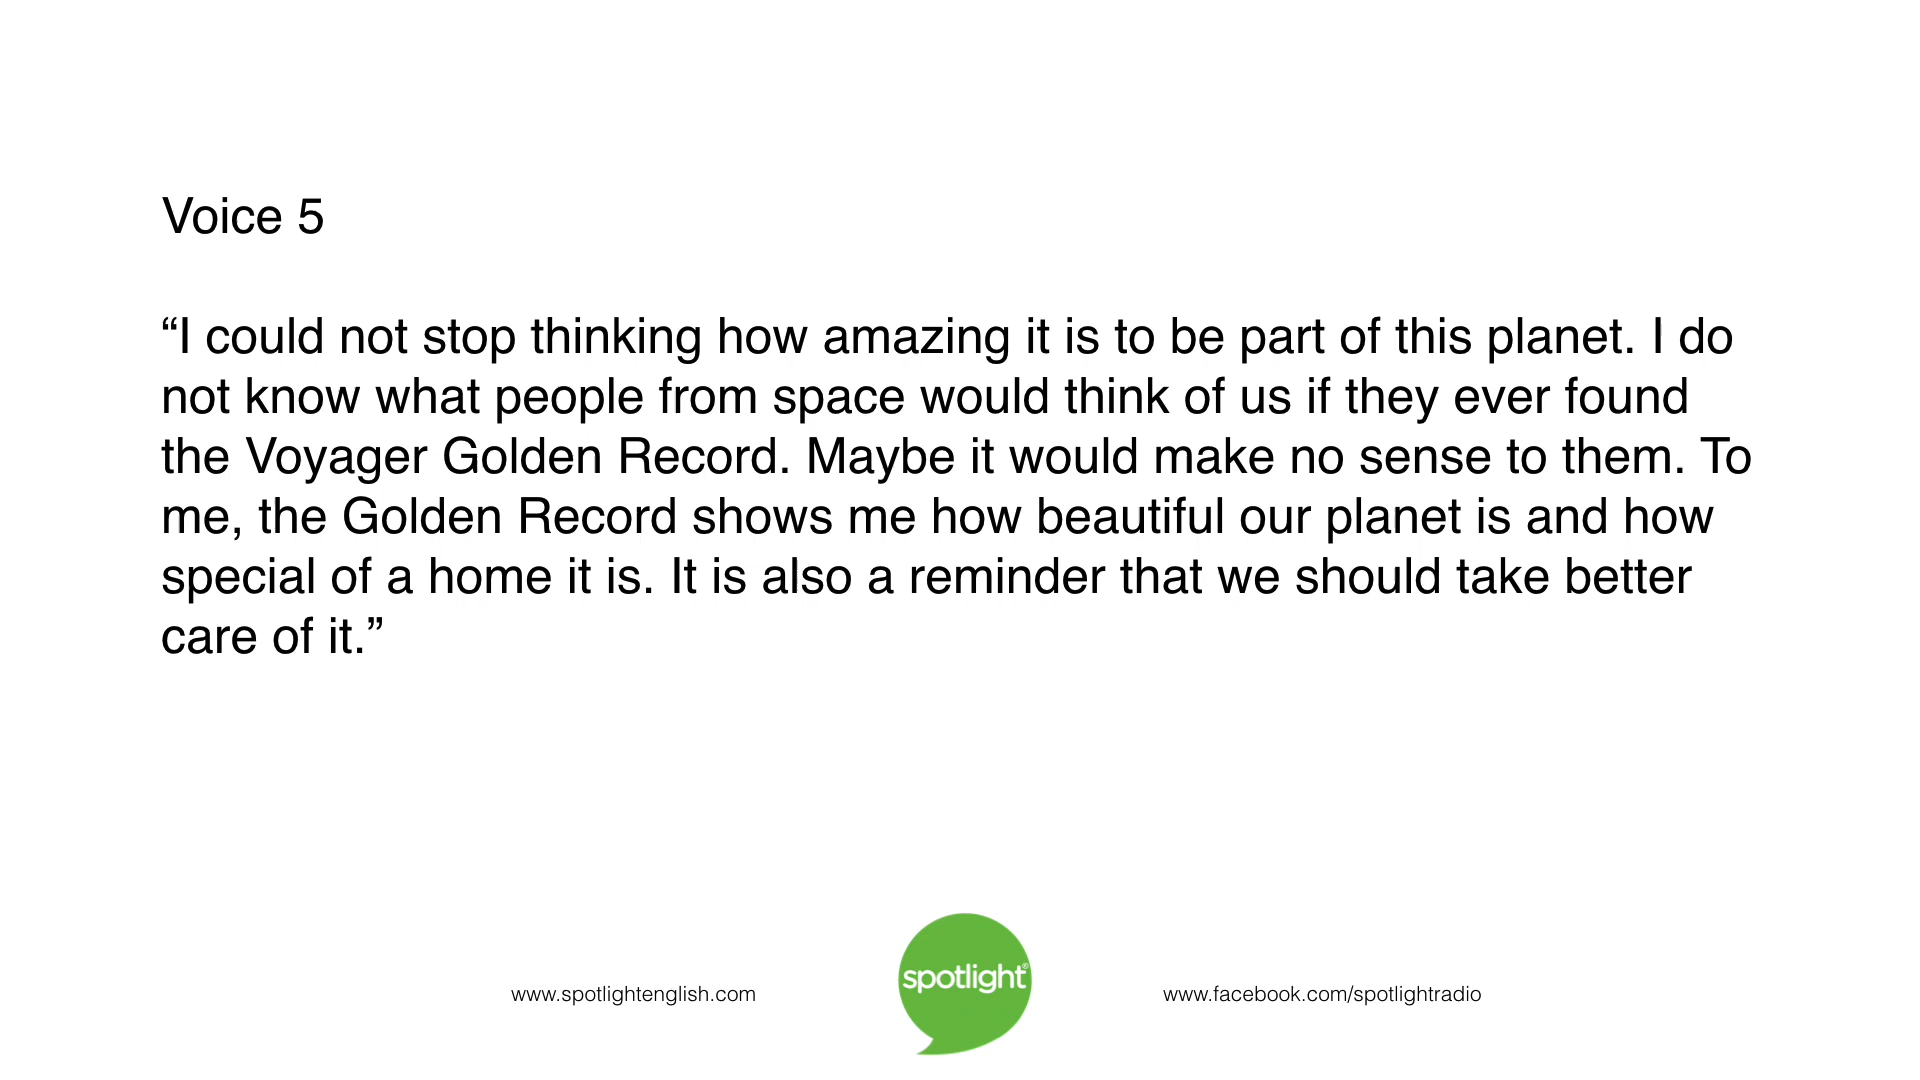 Voice 5
“I could not stop thinking how amazing it is to be part of this planet. I do
not know what people from space would think of us if they ever found
the Voyager Golden Record. Maybe it would make no sense to them. To
me, the Golden Record shows me how beautiful our planet is and how
special of a home it is. It is also a reminder that we should take better
care of it.”
www.spotlightenglish.com
spotlight®
www.facebook.com/spotlightradio